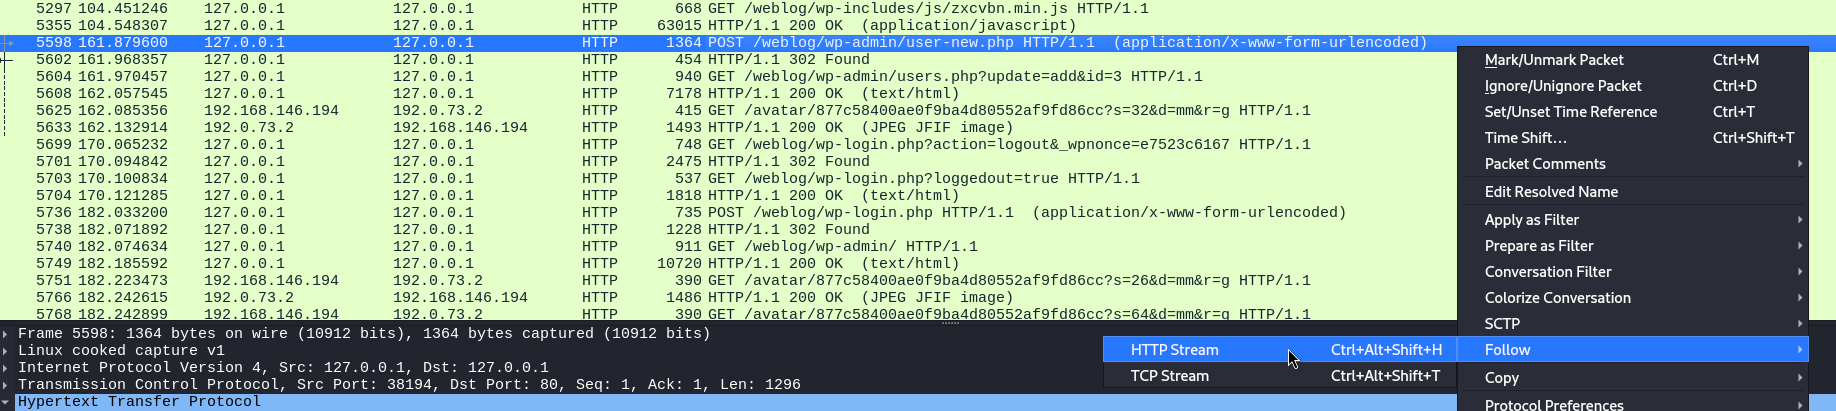 5297 104.451246 127.0.0.1 127.0.0.1 HTTP 668 GET /weblog/wp-includes/js/zxcvbn.min.js HTTP/1.1
5355 104.548307 127.0.0.1 127.0.0.1 HTTP 63015 HTTP/1.1 200 OK (application/javascript)
5598 161.879600 127.0.0.1 127.0.0.1 HTTP 1364 POST /weblog/wp-admin/user-new.php HTTP/1.1 (application/x-www-form-urlencoded)
5602 161.968357 127.0.0.1 127.0.0.1 HTTP 454 HTTP/1.1 302 Found
5604 161.970457 127.0.0.1 127.0.0.1 HTTP 940 GET /weblog/wp-admin/users.php?update=add&id=3 HTTP/1.1
5608 162.057545 127.0.0.1 127.0.0.1 HTTP 7178 HTTP/1.1 200 OK (text/html)
5625 162.085356 192.168.146.194 192.0.73.2 HTTP 415 GET /avatar/877c58400ae0f9ba4d80552af9fd86cc?s=32&d=mm&r=g HTTP/1.1
5633 162.132914 192.0.73.2 192.168.146.194 HTTP 1493 HTTP/1.1 200 OK (JPEG JFIF image)
5699 170.065232 127.0.0.1 127.0.0.1 HTTP 748 GET /weblog/wp-login.php?action=logout&_wpnonce=e7523c6167 HTTP/1.1
5701 170.094842 127.0.0.1 127.0.0.1 HTTP 2475 HTTP/1.1 302 Found
5703 170.100834 127.0.0.1 127.0.0.1 HTTP 537 GET /weblog/wp-login.php?loggedout=true HTTP/1.1
5704 170.121285 127.0.0.1 127.0.0.1 HTTP 1818 HTTP/1.1 200 OK (text/html)
5736 182.033200 127.0.0.1 127.0.0.1 HTTP 735 POST /weblog/wp-login.php HTTP/1.1 (application/x-www-form-urlencoded)
5738 182.071892 127.0.0.1 127.0.0.1 HTTP 1228 HTTP/1.1 302 Found
5740 182.074634 127.0.0.1 127.0.0.1 HTTP 911 GET /weblog/wp-admin/ HTTP/1.1
5749 182.185592 127.0.0.1 127.0.0.1 HTTP 10720 HTTP/1.1 200 OK (text/html)
5751 182.223473 192.168.146.194 192.0.73.2 HTTP 390 GET /avatar/877c58400ae0f9ba4d80552af9fd86cc?s=26&d=mm&r=g HTTP/1.1
5766 182.242615 192.0.73.2 192.168.146.194 HTTP 1486 HTTP/1.1 200 OK (JPEG JFIF image)
5768 182.242899 192.168.146.194 192.0.73.2 HTTP 390 GET /avatar/877c58400ae0f9ba4d80552af9fd86cc?s=64&d=mm&r=g HTTP/1.1
Frame 5598: 1364 bytes on wire (10912 bits), 1364 bytes captured (10912 bits)
Linux cooked capture v1
Internet Protocol Version 4, Src: 127.0.0.1, Dst: 127.0.0.1
Transmission Control Protocol, Src Port: 38194, Dst Port: 80, Seq: 1, Ack: 1, Len: 1296
Hypertext Transfer Protocol
Mark/Unmark Packet Ctrl+M
Ignore/Unignore Packet Ctrl+D
Set/Unset Time Reference Ctrl+T
Time Shift... Ctrl+Shift+T
Packet Comments
Edit Resolved Name
Apply as Filter
Prepare as Filter
Conversation Filter
Colorize Conversation
SCTP
Follow
Copy
Protocol Preferences
HTTP Stream Ctrl+Alt+Shift+H
TCP Stream Ctrl+Alt+Shift+T